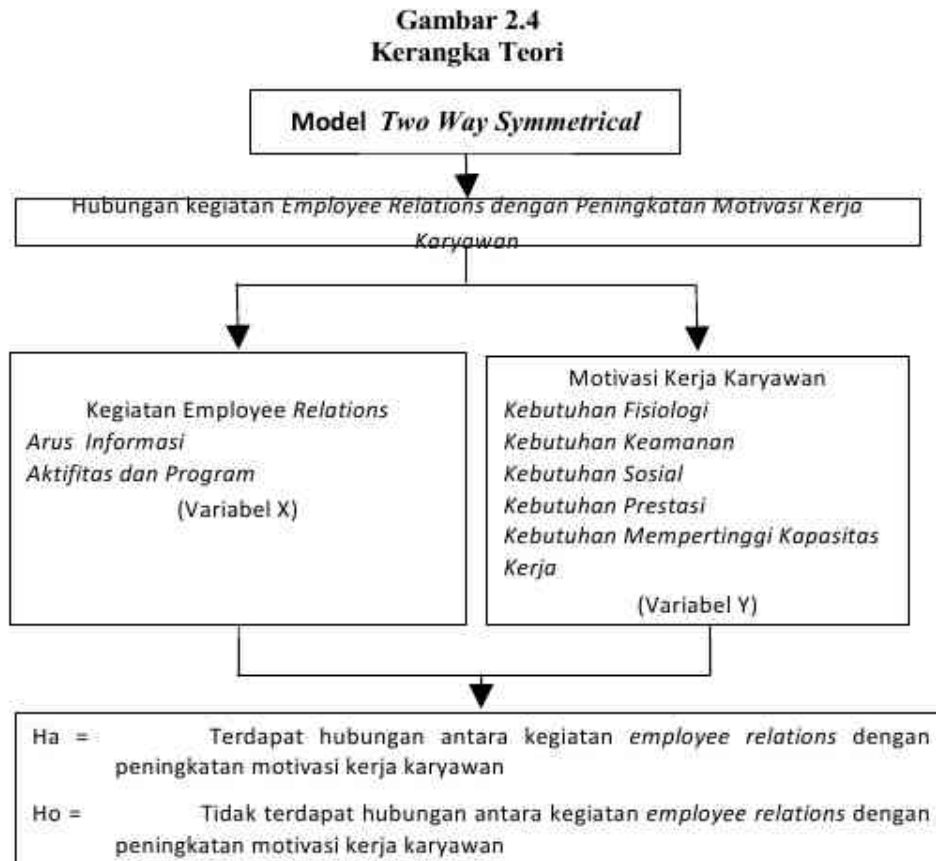 Gambar 2.4
Kerangka Teori
Model Two Way Symmetrical
Hubungan kegiatan Employee Relations dengan Peningkatan Motivasi Kerja
Karyawan
Kegiatan Employee Relations
Arus Informasi
Aktifitas dan Program
(Variabel X)
Motivasi Kerja Karyawan
Kebutuhan Fisiologi
Kebutuhan Keamanan
Kebutuhan Sosial
Kebutuhan Prestasi
Kebutuhan Mempertinggi Kapasitas
Kerja
(Variabel Y)
Ha = Terdapat hubungan antara kegiatan employee relations dengan
peningkatan motivasi kerja karyawan
Ho = Tidak terdapat hubungan antara kegiatan employee relations dengan
peningkatan motivasi kerja karyawan